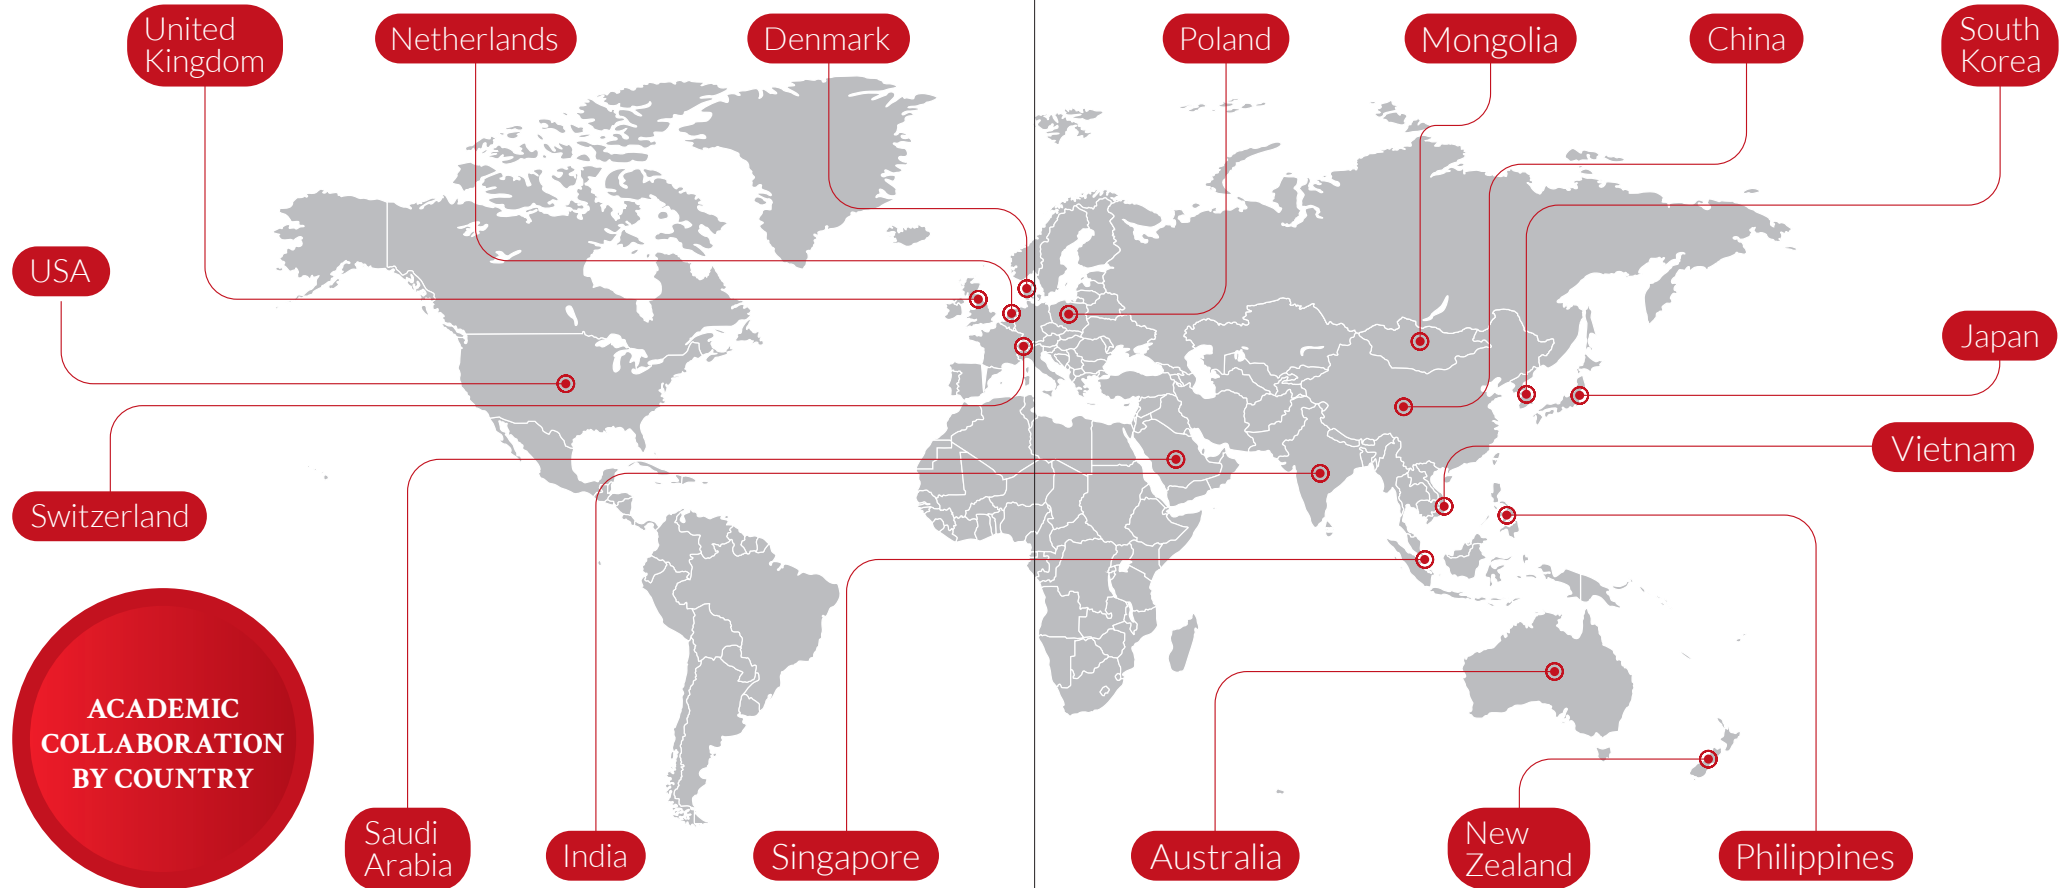 United
Kingdom
Netherlands
Denmark
Poland
Mongolia
China
South
Korea
USA
Japan
Vietnam
Switzerland
ACADEMIC
COLLABORATION
BY COUNTRY
Saudi
Arabia
India
Singapore
Australia
New
Zealand
Philippines